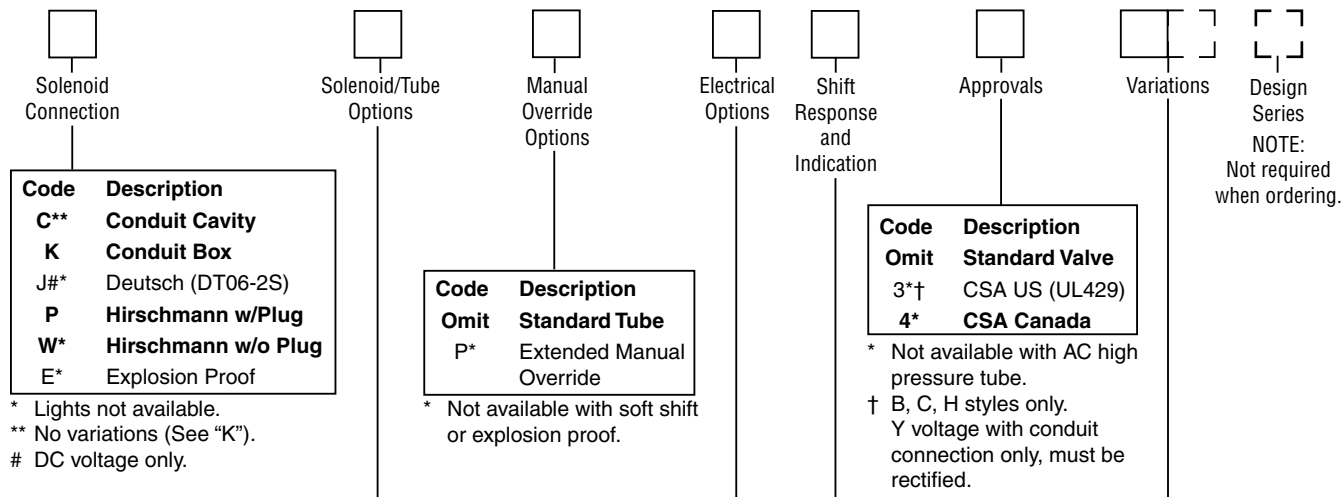 Solenoid
Connection
Solenoid/Tube
Options
Manual
Override
Options
Electrical
Options
Shift
Response
and
Indication
Approvals
Variations
Design
Series
NOTE:
Not required
when ordering.
Code Description
C** Conduit Cavity
K Conduit Box
J#* Deutsch (DT06-2S)
P Hirschmann w/Plug
W* Hirschmann w/o Plug
E* Explosion Proof
* Lights not available.
** No variations (See “K”).
# DC voltage only.
Code Description
Omit Standard Tube
P* Extended Manual
Override
* Not available with soft shift
or explosion proof.
Code Description
Omit Standard Valve
3*† CSA US (UL429)
4* CSA Canada
* Not available with AC high
pressure tube.
† B, C, H styles only.
Y voltage with conduit
connection only, must be
rectified.